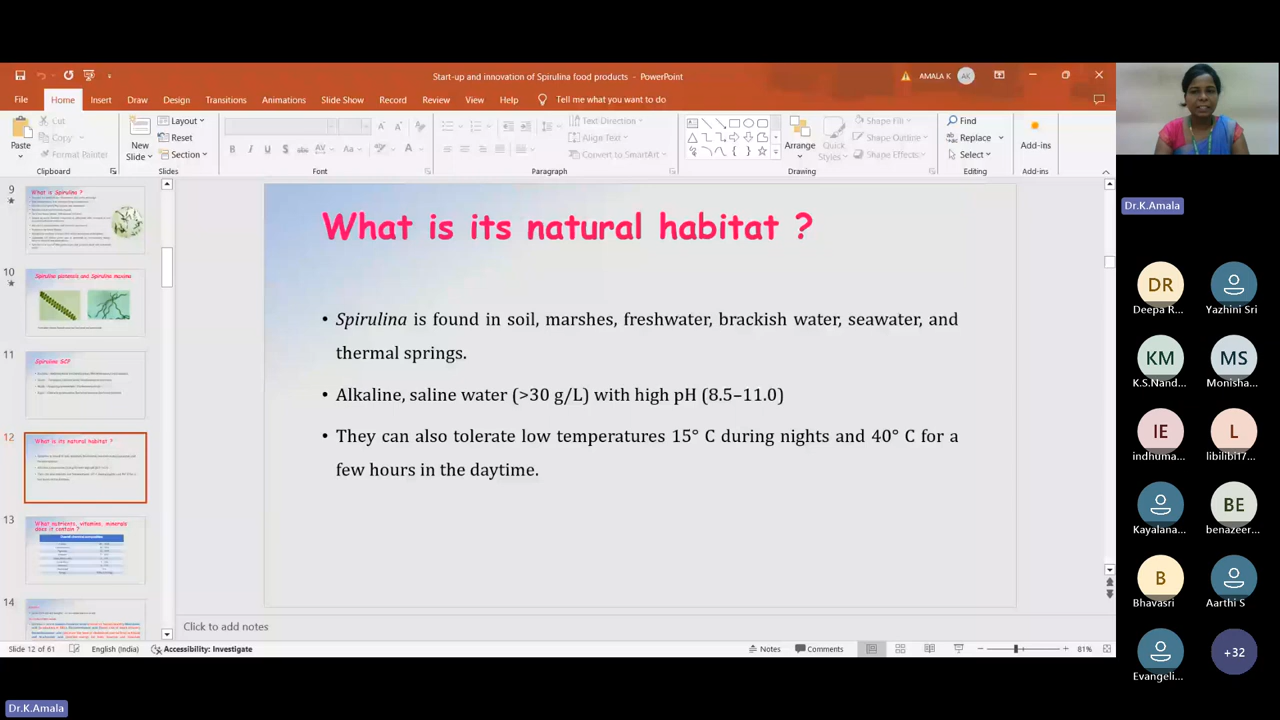 Start-up and innovation of Spirulina food products - PowerPoint
AMALA K
AK
File Home Insert Draw Design Transitions Animations Slide Show Record Review View Help Tell me what you want to do
Paste
Cut
Copy
Format Painter
Clipboard
New
Slide
Layout
Reset
Section
Slides
Font
Text Direction
Align Text
Convert to SmartArt
Paragraph
Arrange
Quick
Styles
Shape Fill
Shape Outline
Shape Effects
Drawing
Find
Replace
Select
Editing
Add-ins
Add-ins
9
What is Spirulina ?
10
Spirulina platensis and Spirulina maxima
11
Spirulina SCP
12
What is its natural habitat ?
13
What nutrients, vitamins, minerals
does it contain ?
14
What is its natural habitat ?
• Spirulina is found in soil, marshes, freshwater, brackish water, seawater, and
thermal springs.
• Alkaline, saline water (>30 g/L) with high pH (8.5–11.0)
• They can also tolerate low temperatures 15° C during nights and 40° C for a
few hours in the daytime.
Click to add notes
Slide 12 of 61 English (India) Accessibility: Investigate Notes Comments 81%
Dr.K.Amala
DR
Deepa R...
Yazhini Sri
KM
K.S.Nand...
MS
Monisha...
IE
indhuma...
L
libilibi17...
Kayalana...
BE
benazeer...
B
Bhavasri
Aarthi S
Evangeli...
+32
Dr.K.Amala